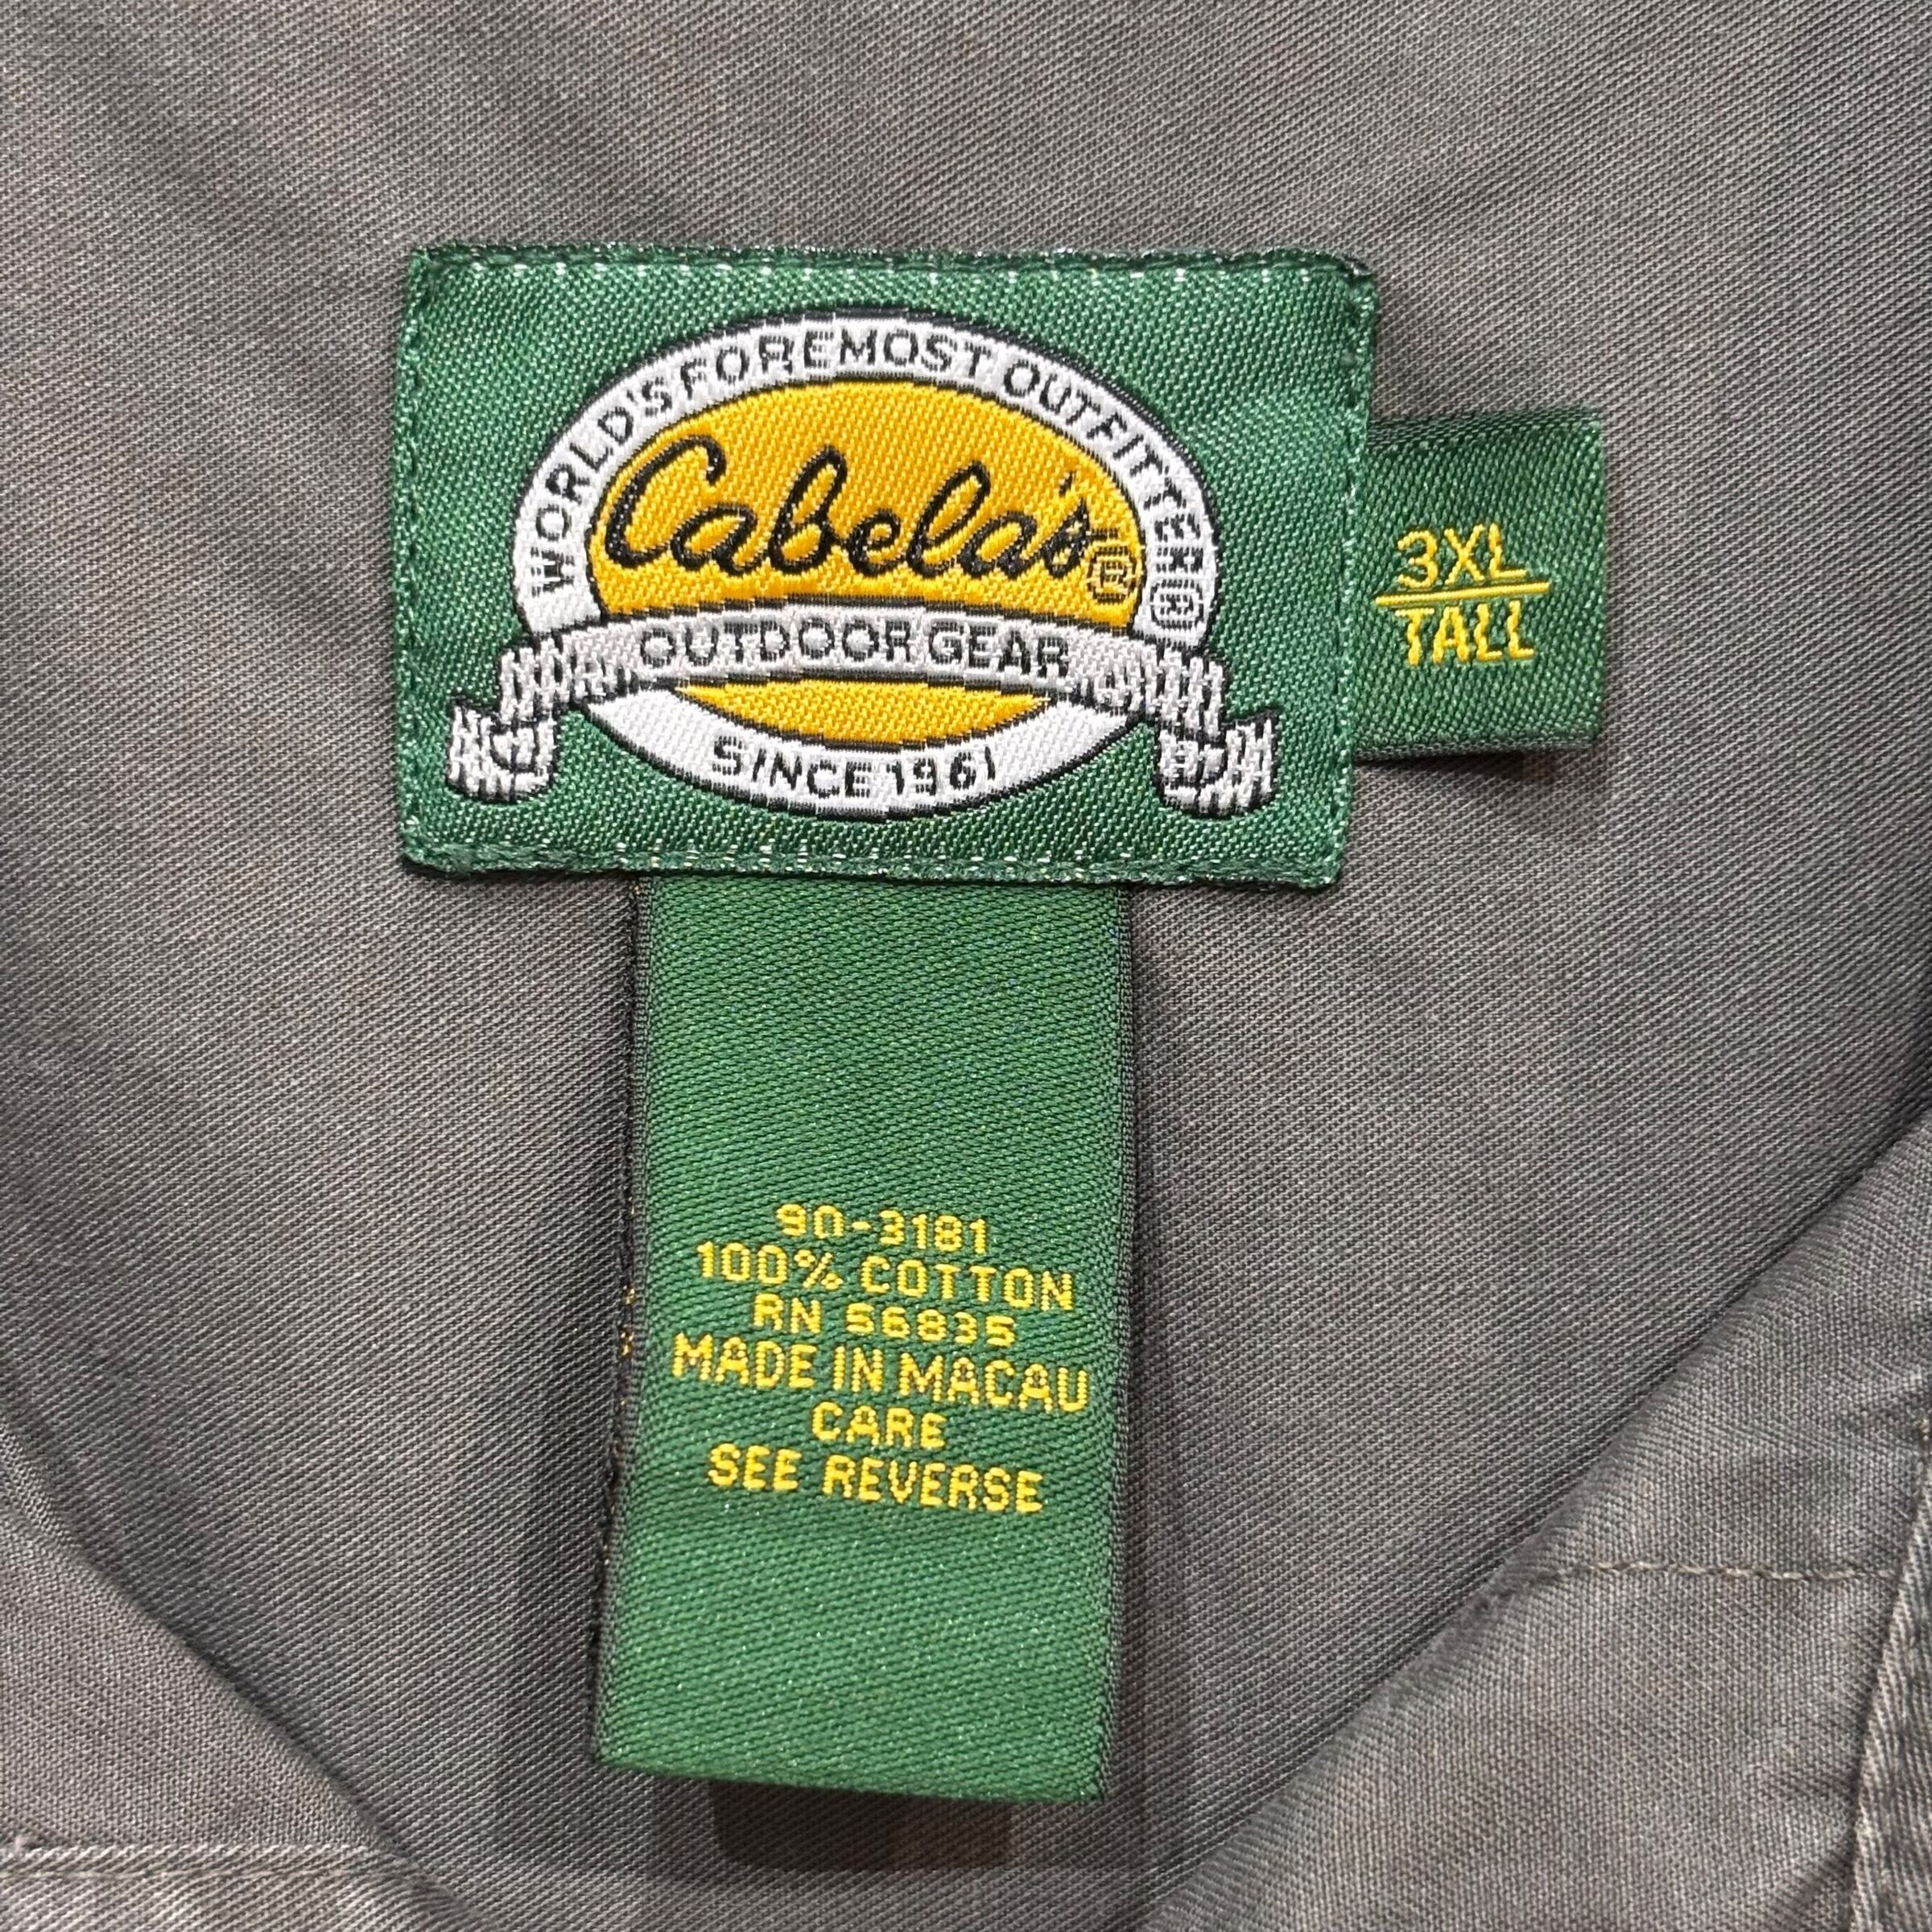 WORLD'S FOREMOST OUTFITTER®
Cabela's®
OUTDOOR GEAR
SINCE 1961
3XL
TALL
90-3181
100% COTTON
RN 56835
MADE IN MACAU
CARE
SEE REVERSE